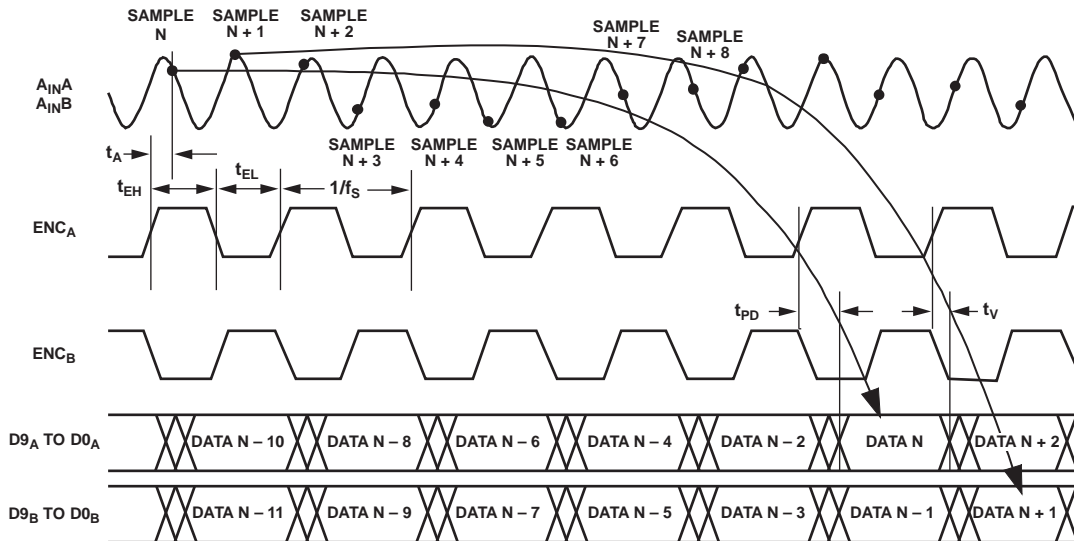 SAMPLE
N
SAMPLE
N + 1
SAMPLE
N + 2
SAMPLE
N + 7
SAMPLE
N + 8
AINA
AINB
SAMPLE
N + 3
SAMPLE
N + 4
SAMPLE
N + 5
SAMPLE
N + 6
tA
tEH
tEL
1/fS
ENCA
tPD
tV
ENCB
D9A TO D0A
DATA N – 10
DATA N – 8
DATA N – 6
DATA N – 4
DATA N – 2
DATA N
DATA N + 2
D9B TO D0B
DATA N – 11
DATA N – 9
DATA N – 7
DATA N – 5
DATA N – 3
DATA N – 1
DATA N + 1